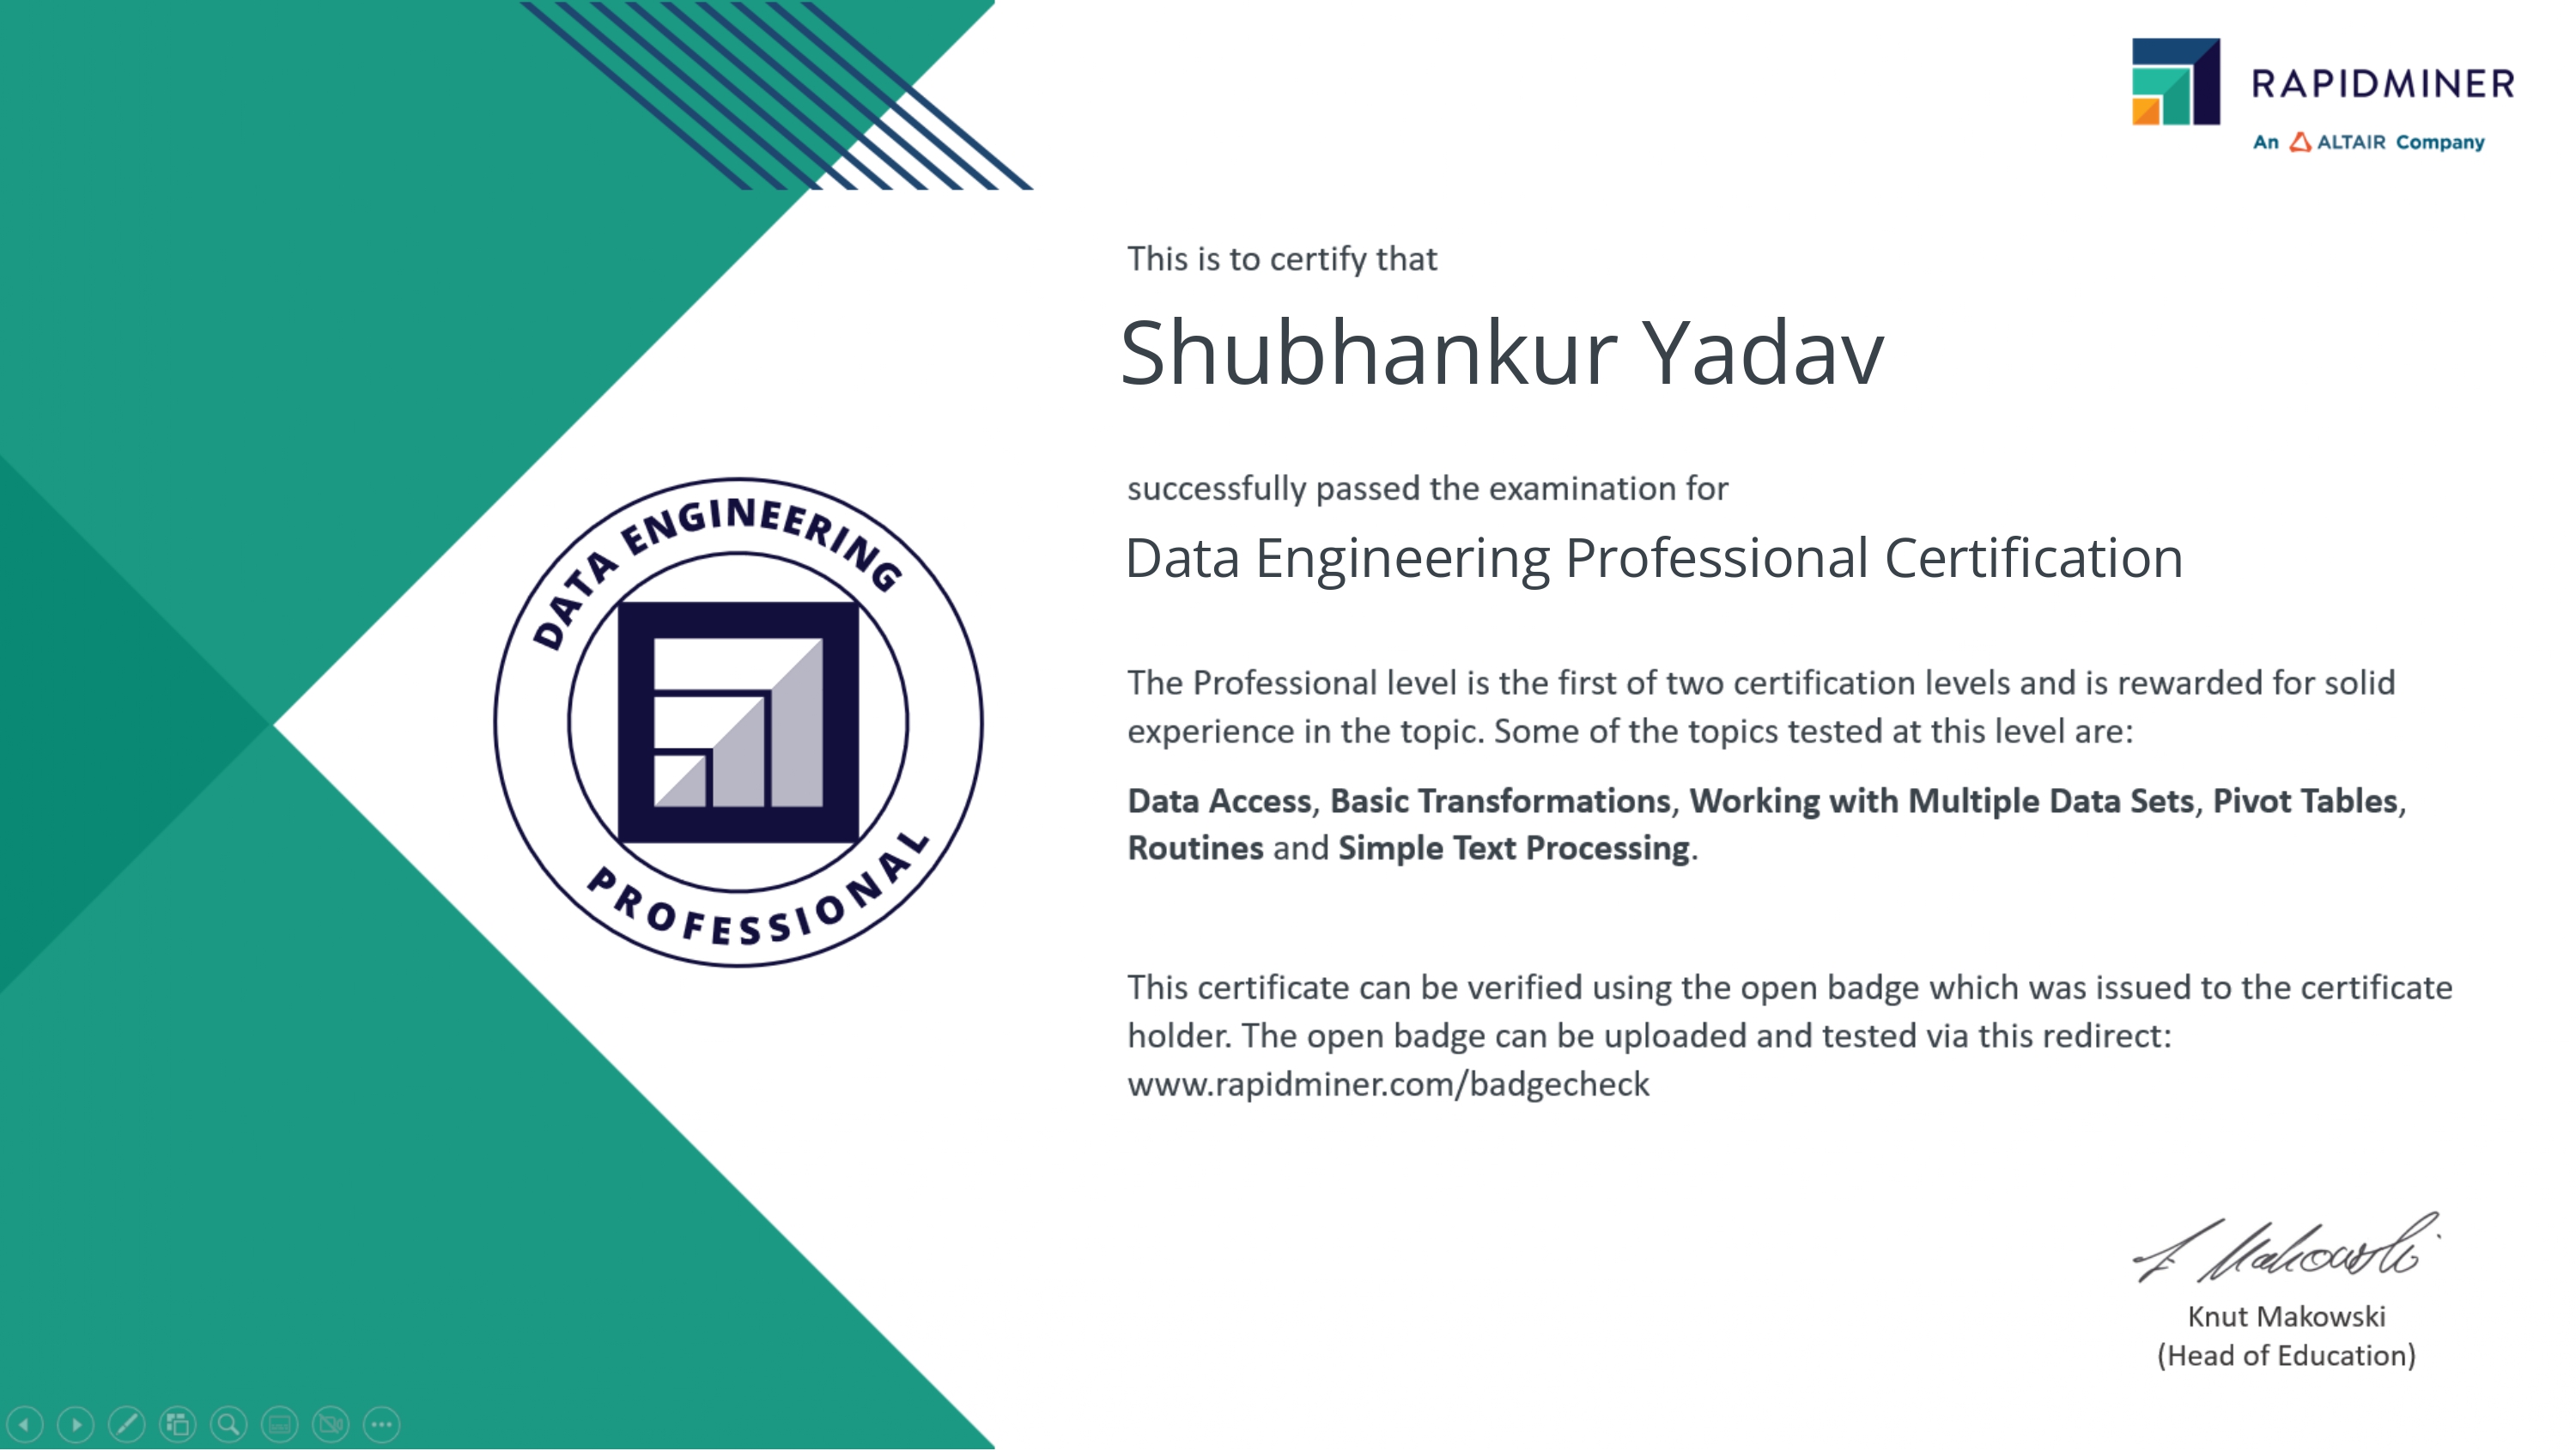 RAPIDMINER
An ALTAIR Company
This is to certify that
Shubhankur Yadav
successfully passed the examination for
Data Engineering Professional Certification
DATA ENGINEERING
PROFESSIONAL
The Professional level is the first of two certification levels and is rewarded for solid
experience in the topic. Some of the topics tested at this level are:
Data Access, Basic Transformations, Working with Multiple Data Sets, Pivot Tables,
Routines and Simple Text Processing.
This certificate can be verified using the open badge which was issued to the certificate
holder. The open badge can be uploaded and tested via this redirect:
www.rapidminer.com/badgecheck
Knut Makowski
(Head of Education)